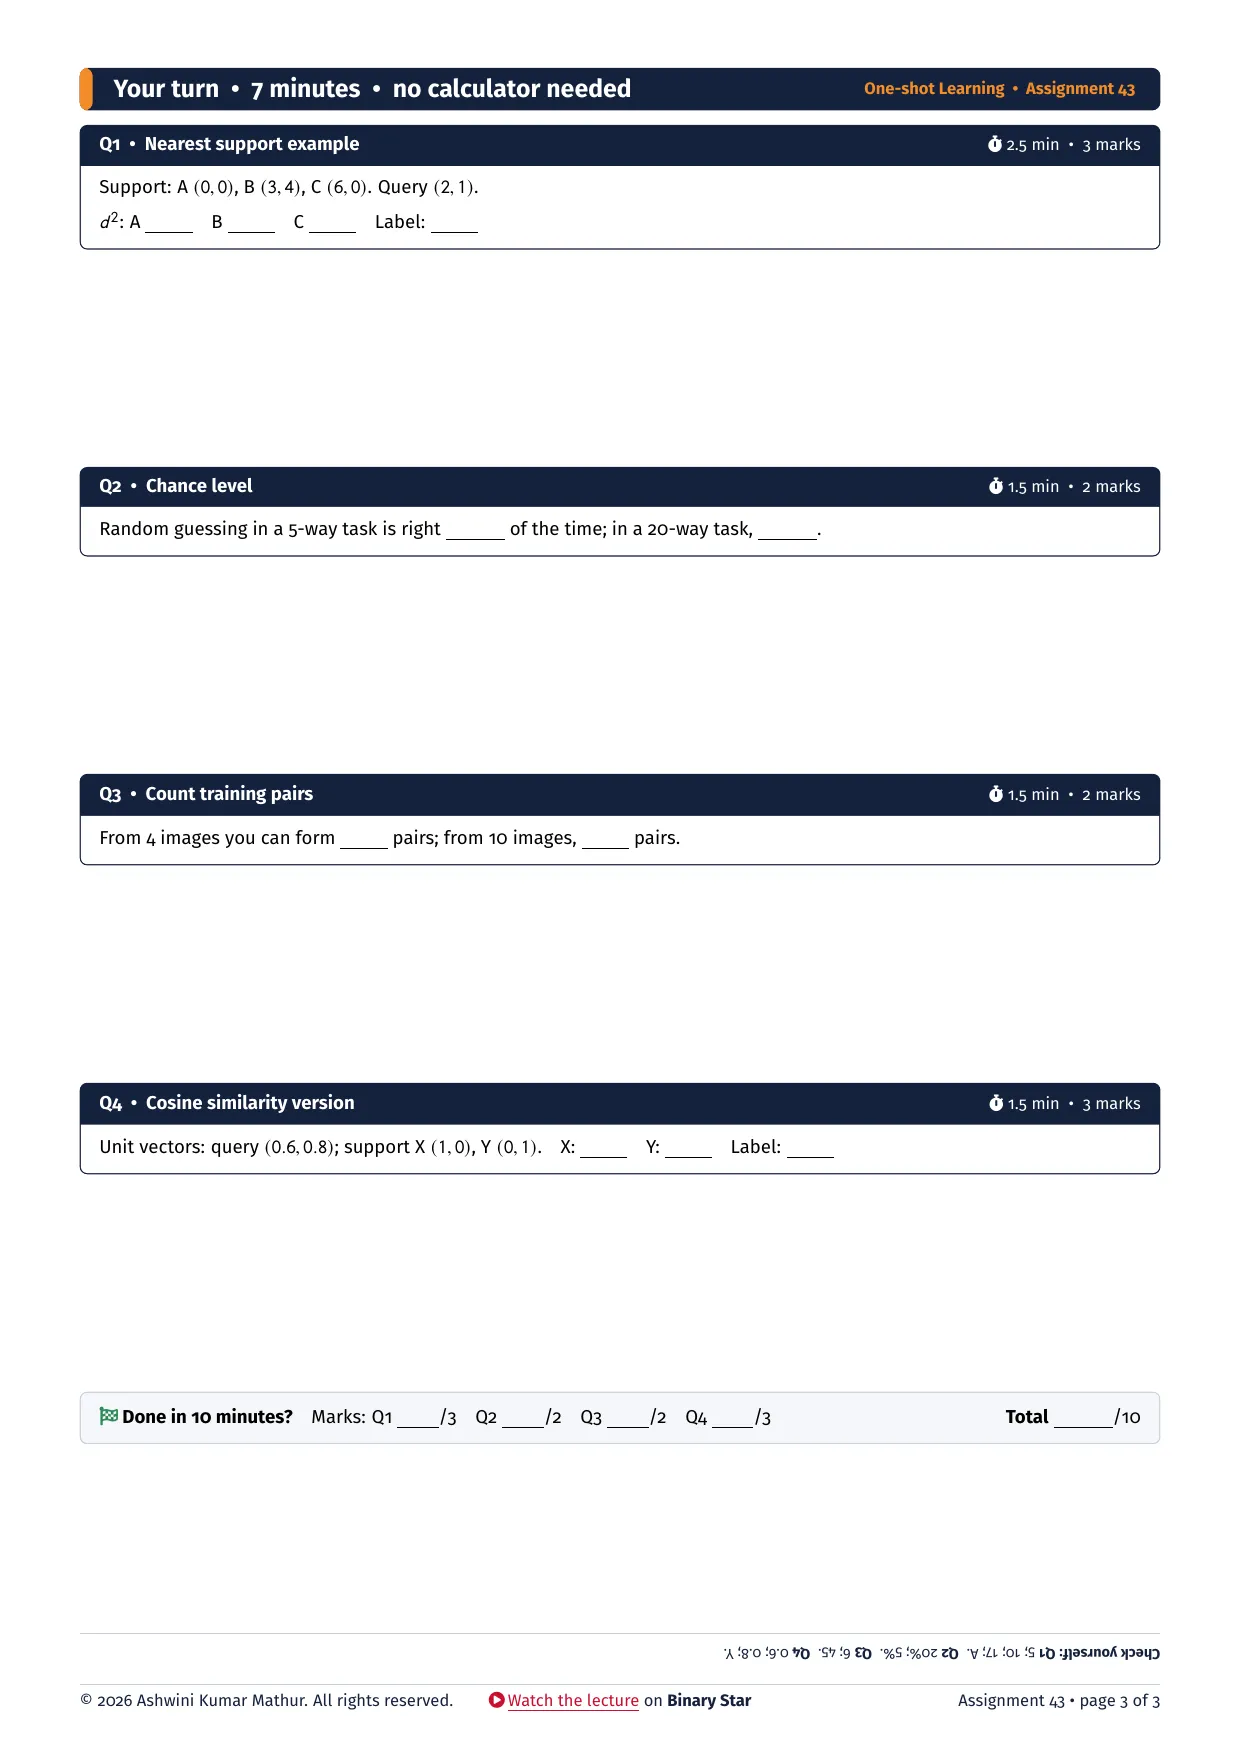 Your turn • 7 minutes • no calculator needed
One-shot Learning • Assignment 43
Q1 • Nearest support example
2.5 min • 3 marks
Support: A (0, 0), B (3, 4), C (6, 0). Query (2, 1).
d²: A _____ B _____ C _____ Label: _____
Q2 • Chance level
1.5 min • 2 marks
Random guessing in a 5-way task is right ______ of the time; in a 20-way task, ______.
Q3 • Count training pairs
1.5 min • 2 marks
From 4 images you can form _____ pairs; from 10 images, _____ pairs.
Q4 • Cosine similarity version
1.5 min • 3 marks
Unit vectors: query (0.6, 0.8); support X (1, 0), Y (0, 1). X: _____ Y: _____ Label: _____
Done in 10 minutes? Marks: Q1 ____/3 Q2 ____/2 Q3 ____/2 Q4 ____/3 Total ______/10
Check yourself: Q1 5; 10; 17; A. Q2 20%; 5%. Q3 6; 45. Q4 0.6; 0.8; Y.
© 2026 Ashwini Kumar Mathur. All rights reserved.
Watch the lecture on Binary Star
Assignment 43 • page 3 of 3